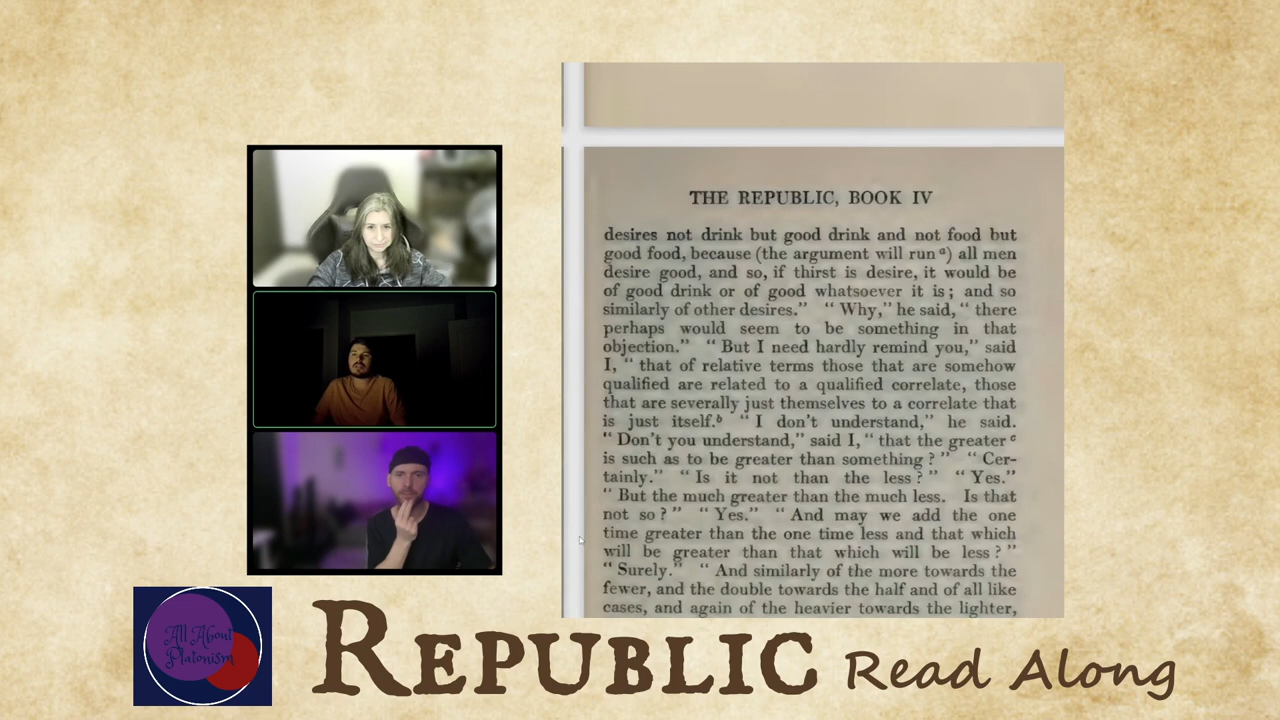 THE REPUBLIC, BOOK IV
desires not drink but good drink and not food but
good food, because (the argument will run ᵃ) all men
desire good, and so, if thirst is desire, it would be
of good drink or of good whatsoever it is; and so
similarly of other desires.” “ Why,” he said, “ there
perhaps would seem to be something in that
objection.” “ But I need hardly remind you,” said
I, “ that of relative terms those that are somehow
qualified are related to a qualified correlate, those
that are severally just themselves to a correlate that
is just itself.ᵇ “ I don’t understand,” he said.
“ Don’t you understand,” said I, “ that the greater ᶜ
is such as to be greater than something ? ” “ Cer-
tainly.” “ Is it not than the less ? ” “ Yes.”
“ But the much greater than the much less. Is that
not so ? ” “ Yes.” “ And may we add the one
time greater than the one time less and that which
will be greater than that which will be less ? ”
“ Surely.” “ And similarly of the more towards the
fewer, and the double towards the half and of all like
cases, and again of the heavier towards the lighter,
All About
Platonism
REPUBLIC Read Along